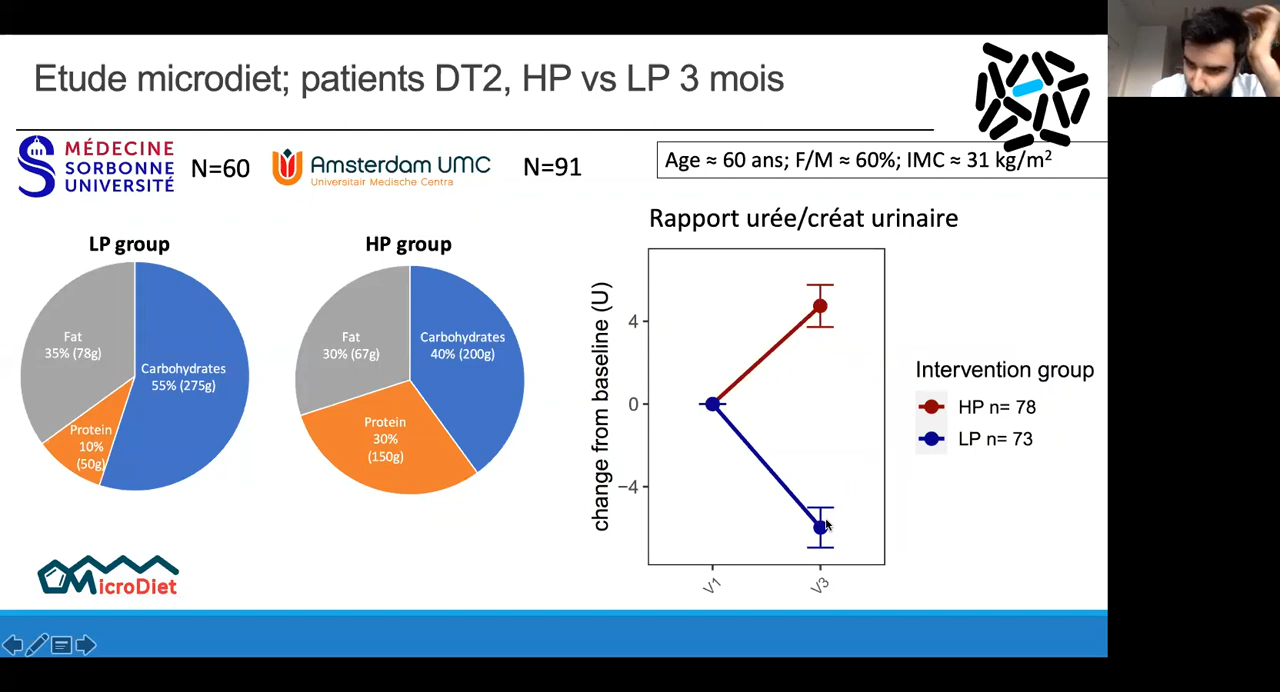 Etude microdiet; patients DT2, HP vs LP 3 mois
MÉDECINE
SORBONNE
UNIVERSITÉ
N=60
Amsterdam UMC
Universitair Medische Centra
N=91
Age ≈ 60 ans; F/M ≈ 60%; IMC ≈ 31 kg/m²
LP group
Fat
35% (78g)
Carbohydrates
55% (275g)
Protein
10%
(50g)
HP group
Fat
30% (67g)
Carbohydrates
40% (200g)
Protein
30%
(150g)
Rapport urée/créat urinaire
change from baseline (U)
4
0
−4
V1
V3
Intervention group
HP n= 78
LP n= 73
MicroDiet